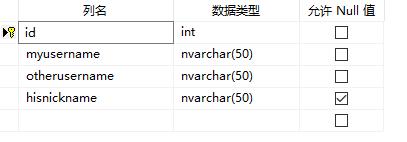 列名 数据类型 允许 Null 值
id int
myusername nvarchar(50)
otherusername nvarchar(50)
hisnickname nvarchar(50)